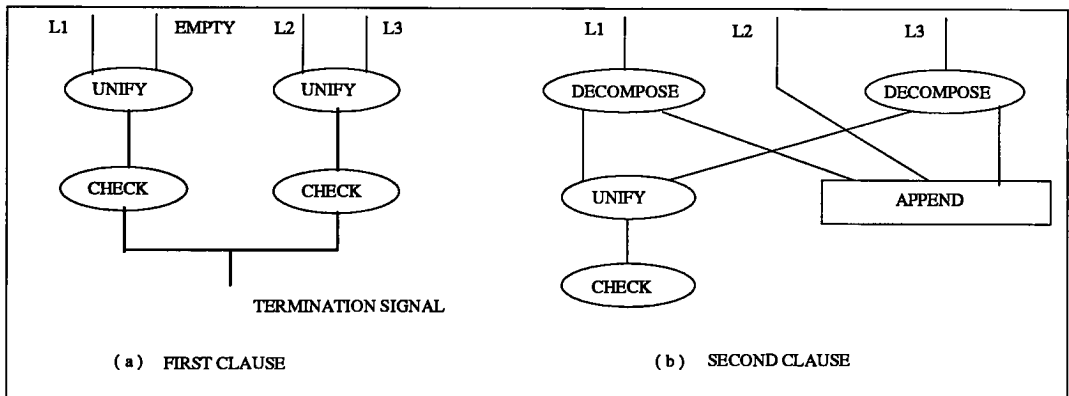 L1 EMPTY L2 L3
UNIFY UNIFY
CHECK CHECK
TERMINATION SIGNAL
( a ) FIRST CLAUSE
L1 L2 L3
DECOMPOSE DECOMPOSE
UNIFY APPEND
CHECK
( b ) SECOND CLAUSE